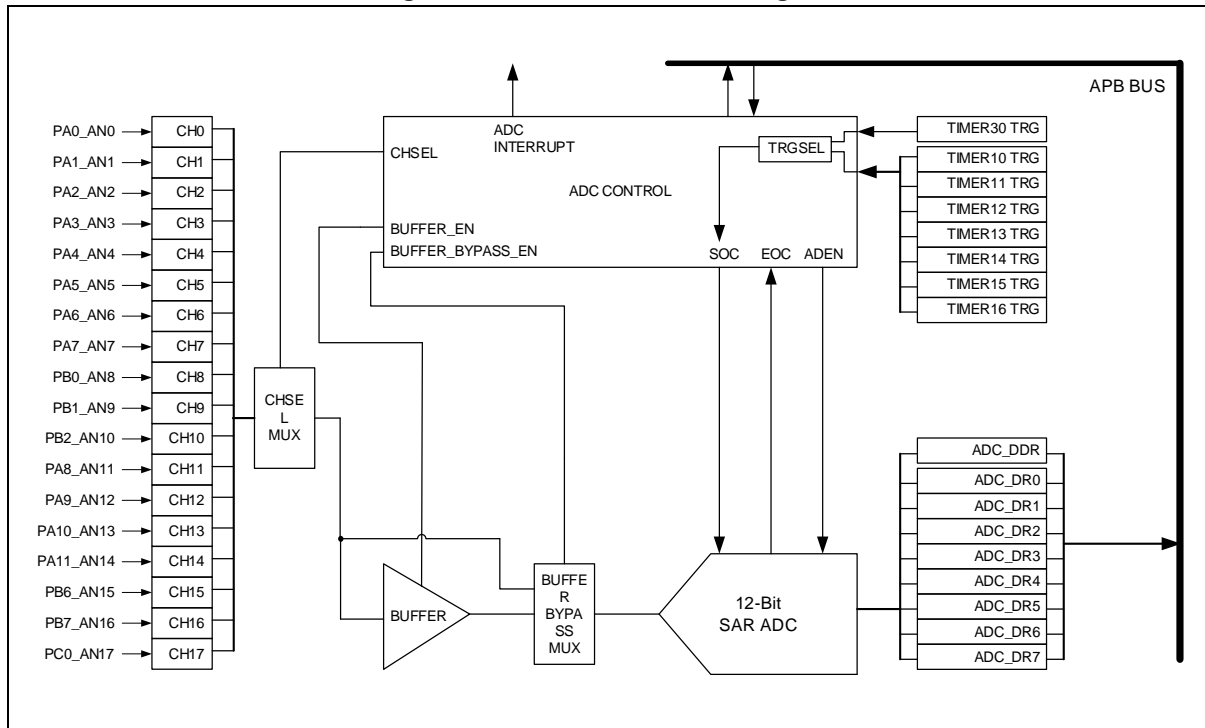 APB BUS
PA0_AN0 CH0
PA1_AN1 CH1
PA2_AN2 CH2
PA3_AN3 CH3
PA4_AN4 CH4
PA5_AN5 CH5
PA6_AN6 CH6
PA7_AN7 CH7
PB0_AN8 CH8
PB1_AN9 CH9
PB2_AN10 CH10
PA8_AN11 CH11
PA9_AN12 CH12
PA10_AN13 CH13
PA11_AN14 CH14
PB6_AN15 CH15
PB7_AN16 CH16
PC0_AN17 CH17
CHSE
L
MUX
ADC
INTERRUPT
CHSEL
TRGSEL
ADC CONTROL
BUFFER_EN
BUFFER_BYPASS_EN
SOC EOC ADEN
TIMER30 TRG
TIMER10 TRG
TIMER11 TRG
TIMER12 TRG
TIMER13 TRG
TIMER14 TRG
TIMER15 TRG
TIMER16 TRG
BUFFER
BUFFE
R
BYPA
SS
MUX
12-Bit
SAR ADC
ADC_DDR
ADC_DR0
ADC_DR1
ADC_DR2
ADC_DR3
ADC_DR4
ADC_DR5
ADC_DR6
ADC_DR7